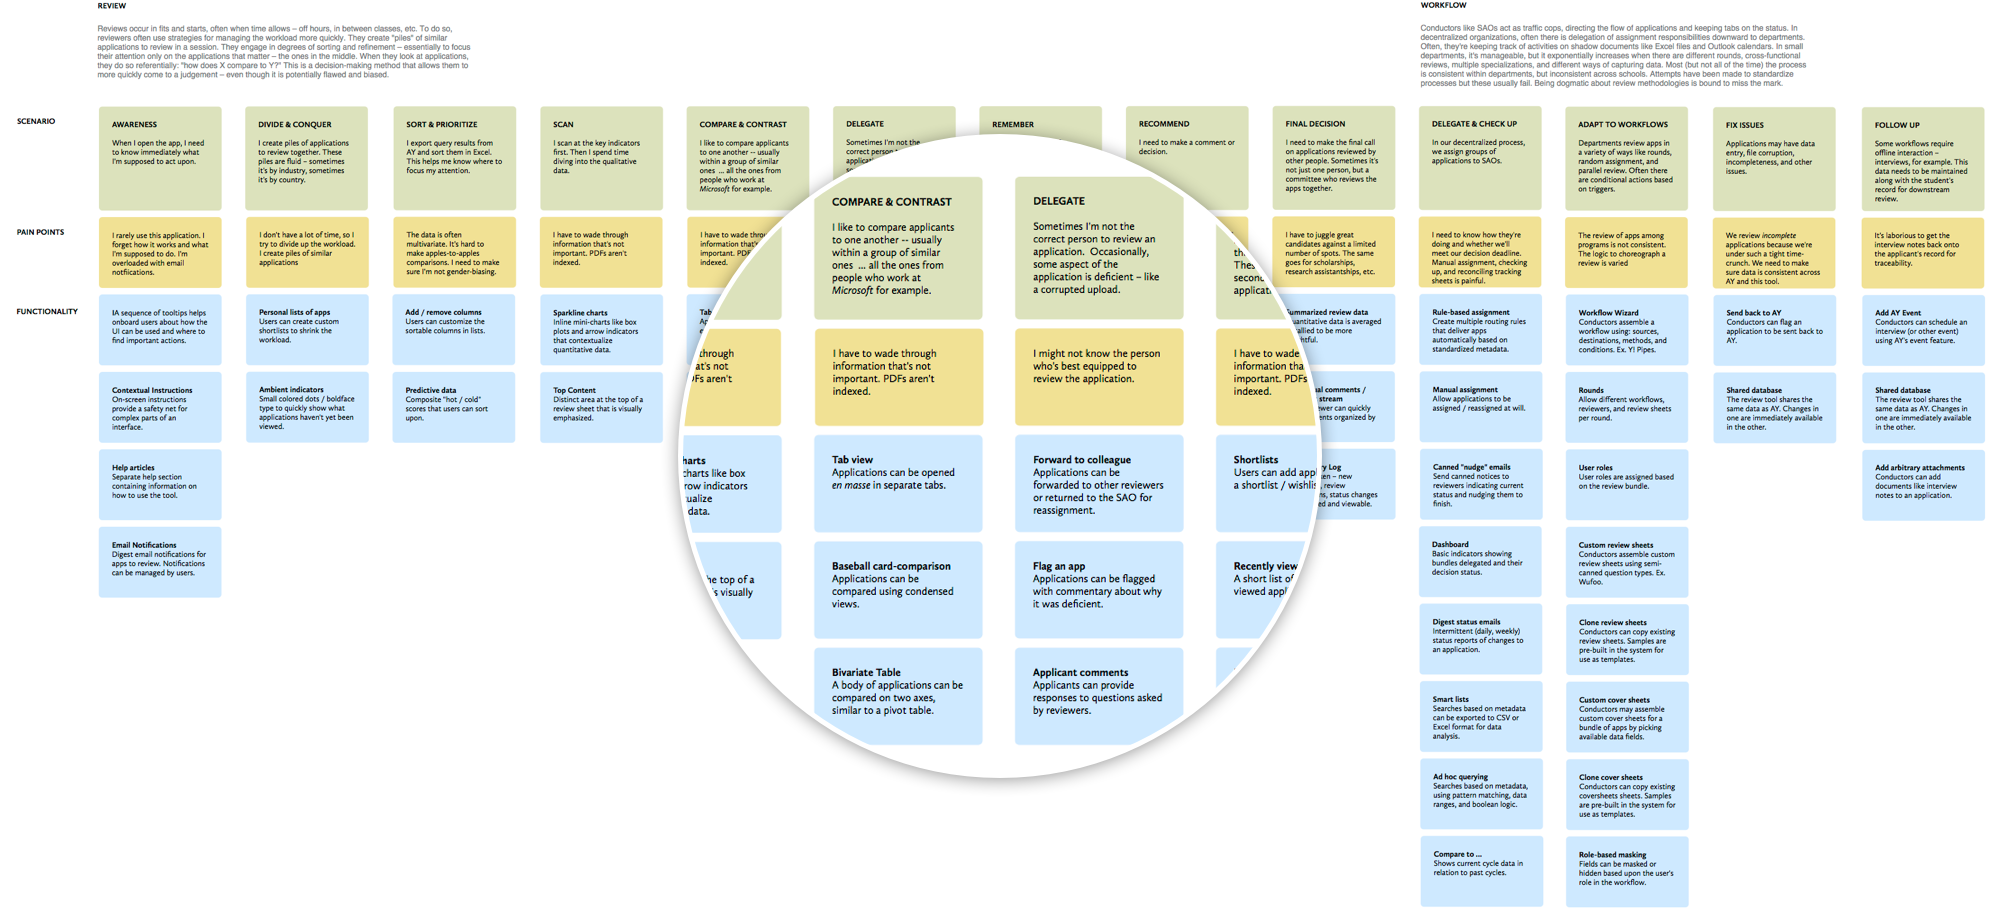 REVIEW
Reviews occur in fits and starts, often when time allows – off hours, in between classes, etc. To do so,
reviewers often use strategies for managing the workload more quickly. They create "piles" of similar
applications to review in a session. They engage in degrees of sorting and refinement – essentially to focus
their attention only on the applications that matter – the ones in the middle. When they look at applications,
they do so referentially: "how does X compare to Y?" This is a decision-making method that allows them to
more quickly come to a judgement – even though it is potentially flawed and biased.
WORKFLOW
Conductors like SAOs act as traffic cops, directing the flow of applications and keeping tabs on the status. In
decentralized organizations, often there is delegation of assignment responsibilities downward to departments.
Often, they're keeping track of activities on shadow documents like Excel files and Outlook calendars. In small
departments, it's manageable, but it exponentially increases when there are different rounds, cross-functional
reviews, multiple specializations, and different ways of capturing data. Most (but not all of the time) the process
is consistent within departments, but inconsistent across schools. Attempts have been made to standardize
processes but these usually fail. Being dogmatic about review methodologies is bound to miss the mark.
SCENARIO
AWARENESS
When I open the app, I need
to know immediately what
I'm supposed to act upon.
DIVIDE & CONQUER
I create piles of applications
to review together. These
piles are fluid – sometimes
it's by industry, sometimes
it's by country.
SORT & PRIORITIZE
I export query results from
AY and sort them in Excel.
This helps me know where to
focus my attention.
SCAN
I scan at the key indicators
first. Then I spend time
diving into the qualitative
data.
COMPARE & CONTRAST
I like to compare applicants
to one another -- usually
within a group of similar
ones ... all the ones from
people who work at
Microsoft for example.
DELEGATE
Sometimes I'm not the
correct person
REMEMBER
RECOMMEND
I need to make a comment or
decision.
FINAL DECISION
I need to make the final call
on applications reviewed by
other people. Sometimes it's
not just one person, but a
committee who reviews the
apps together.
DELEGATE & CHECK UP
In our decentralized process,
we assign groups of
applications to SAOs.
ADAPT TO WORKFLOWS
Departments review apps in
a variety of ways like rounds,
random assignment, and
parallel review. Often there
are conditional actions based
on triggers.
FIX ISSUES
Applications may have data
entry, file corruption,
incompleteness, and other
issues.
FOLLOW UP
Some workflows require
offline interaction –
interviews, for example. This
data needs to be maintained
along with the student's
record for downstream
review.
PAIN POINTS
I rarely use this application. I
forget how it works and what
I'm supposed to do. I'm
overloaded with email
notifications.
I don't have a lot of time, so I
try to divide up the workload.
I create piles of similar
applications
The data is often
multivariate. It's hard to
make apples-to-apples
comparisons. I need to make
sure I'm not gender-biasing.
I have to wade through
information that's not
important. PDFs aren't
indexed.
I have to wade
information that's
important. PDF
indexed.
I have to juggle great
candidates against a limited
number of spots. The same
goes for scholarships,
research assistantships, etc.
I need to know how they're
doing and whether we'll
meet our decision deadline.
Manual assignment, checking
up, and reconciling tracking
sheets is painful.
The review of apps among
programs is not consistent.
The logic to choreograph a
review is varied
We review incomplete
applications because we're
under such a tight time-
crunch. We need to make
sure data is consistent across
AY and this tool.
It's laborious to get the
interview notes back onto
the applicant's record for
traceability.
FUNCTIONALITY
IA sequence of tooltips helps
onboard users about how the
UI can be used and where to
find important actions.
Personal lists of apps
Users can create custom
shortlists to shrink the
workload.
Add / remove columns
Users can customize the
sortable columns in lists.
Sparkline charts
Inline mini-charts like box
plots and arrow indicators
that contextualize
quantitative data.
Tab
Summarized review data
quantitative data is averaged
Rule-based assignment
Create multiple routing rules
that deliver apps
automatically based on
standardized metadata.
Workflow Wizard
Conductors assemble a
workflow using: sources,
destinations, methods, and
conditions. Ex. Y! Pipes.
Send back to AY
Conductors can flag an
application to be sent back to
AY.
Add AY Event
Conductors can schedule an
interview (or other event)
using AY's event feature.
Contextual Instructions
On-screen instructions
provide a safety net for
complex parts of an
interface.
Ambient indicators
Small colored dots / boldface
type to quickly show what
applications haven't yet been
viewed.
Predictive data
Composite "hot / cold"
scores that users can sort
upon.
Top Content
Distinct area at the top of a
review sheet that is visually
emphasized.
comments /
stream
can quickly
organized by
Manual assignment
Allow applications to be
assigned / reassigned at will.
Rounds
Allow different workflows,
reviewers, and review sheets
per round.
Shared database
The review tool shares the
same data as AY. Changes in
one are immediately available
in the other.
Shared database
The review tool shares the
same data as AY. Changes in
one are immediately available
in the other.
Help articles
Separate help section
containing information on
how to use the tool.
Log
– new
review
status changes
and viewable.
Canned "nudge" emails
Send canned notices to
reviewers indicating current
status and nudging them to
finish.
User roles
User roles are assigned based
on the review bundle.
Add arbitrary attachments
Conductors can add
documents like interview
notes to an application.
Email Notifications
Digest email notifications for
apps to review. Notifications
can be managed by users.
Dashboard
Basic indicators showing
bundles delegated and their
decision status.
Custom review sheets
Conductors assemble custom
review sheets using semi-
canned question types. Ex.
Wufoo.
Digest status emails
Intermittent (daily, weekly)
status reports of changes to
an application.
Clone review sheets
Conductors can copy existing
review sheets. Samples are
pre-built in the system for
use as templates.
Smart lists
Searches based on metadata
can be exported to CSV or
Excel format for data
analysis.
Custom cover sheets
Conductors may assemble
custom cover sheets for a
bundle of apps by picking
available data fields.
Ad hoc querying
Searches based on metadata,
using pattern matching, data
ranges, and boolean logic.
Clone cover sheets
Conductors can copy existing
coversheets sheets. Samples
are pre-built in the system for
use as templates.
Compare to ...
Shows current cycle data in
relation to past cycles.
Role-based masking
Fields can be masked or
hidden based upon the user's
role in the workflow.
COMPARE & CONTRAST
I like to compare applicants
to one another -- usually
within a group of similar
ones ... all the ones from
people who work at
Microsoft for example.
DELEGATE
Sometimes I'm not the
correct person to review an
application. Occasionally,
some aspect of the
application is deficient – like
a corrupted upload.
through
that's not
PDFs aren't
I have to wade through
information that's not
important. PDFs aren't
indexed.
I might not know the person
who's best equipped to
review the application.
I have to wade
information
important. PDFs
indexed.
charts
charts like box
arrow indicators
data.
Tab view
Applications can be opened
en masse in separate tabs.
Forward to colleague
Applications can be
forwarded to other reviewers
or returned to the SAO for
reassignment.
Shortlists
Users can add
a shortlist /
the top of a
is visually
Baseball card-comparison
Applications can be
compared using condensed
views.
Flag an app
Applications can be flagged
with commentary about why
it was deficient.
Recently
A short list of
viewed
Bivariate Table
A body of applications can be
compared on two axes,
similar to a pivot table.
Applicant comments
Applicants can provide
responses to questions asked
by reviewers.